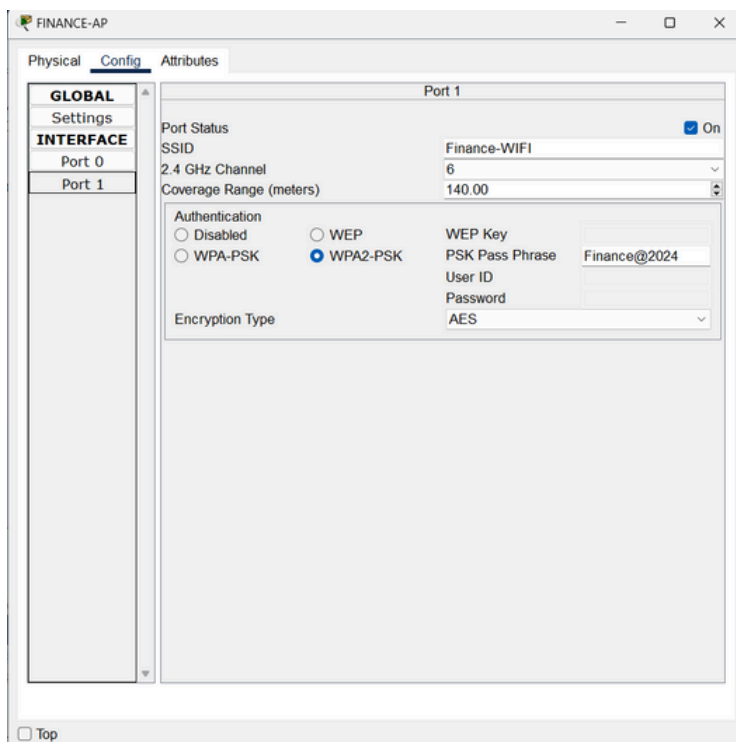 FINANCE-AP
Physical Config Attributes
GLOBAL
Settings
INTERFACE
Port 0
Port 1
Port 1
Port Status On
SSID Finance-WIFI
2.4 GHz Channel 6
Coverage Range (meters) 140.00
Authentication
Disabled WEP WEP Key
WPA-PSK WPA2-PSK PSK Pass Phrase Finance@2024
User ID
Password
Encryption Type AES
Top